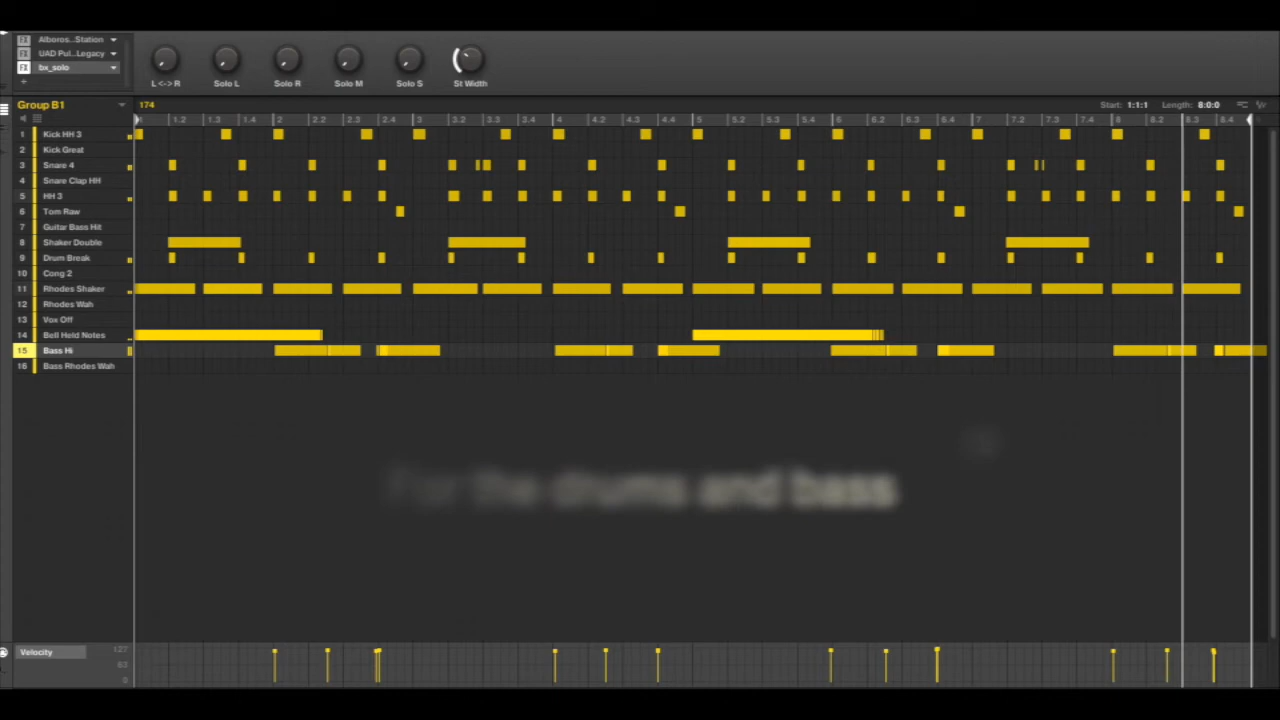 Alboros..Station
UAD Pul..Legacy
bx_solo
L <-> R
Solo L
Solo R
Solo M
Solo S
St Width
Group B1
174
Start: 1:1:1
Length: 8:0:0
1.2 1.3 1.4 2 2.2 2.3 2.4 3 3.2 3.3 3.4 4 4.2 4.3 4.4 5 5.2 5.3 5.4 6 6.2 6.3 6.4 7 7.2 7.3 7.4 8 8.2 8.3 8.4
1 Kick HH 3
2 Kick Great
3 Snare 4
4 Snare Clap HH
5 HH 3
6 Tom Raw
7 Guitar Bass Hit
8 Shaker Double
9 Drum Break
10 Cong 2
11 Rhodes Shaker
12 Rhodes Wah
13 Vox Off
14 Bell Held Notes
15 Bass Hi
16 Bass Rhodes Wah
For the drums and bass
Velocity
127
63
0